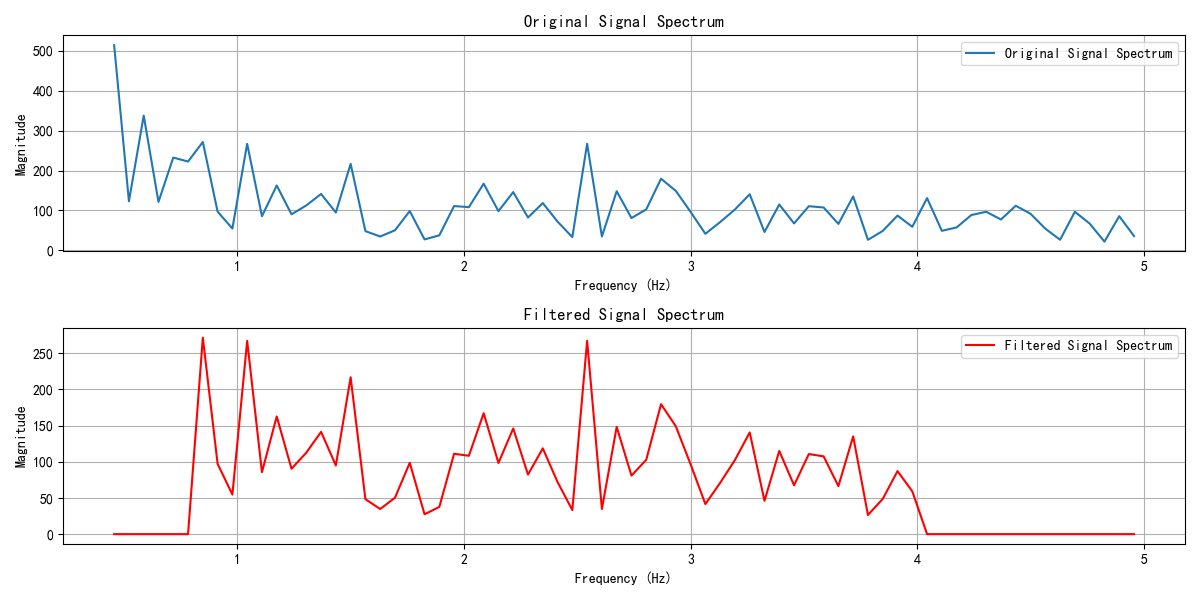 Original Signal Spectrum
Original Signal Spectrum
Magnitude
500
400
300
200
100
0
1 2 3 4 5
Frequency (Hz)
Filtered Signal Spectrum
Filtered Signal Spectrum
Magnitude
250
200
150
100
50
0
1 2 3 4 5
Frequency (Hz)